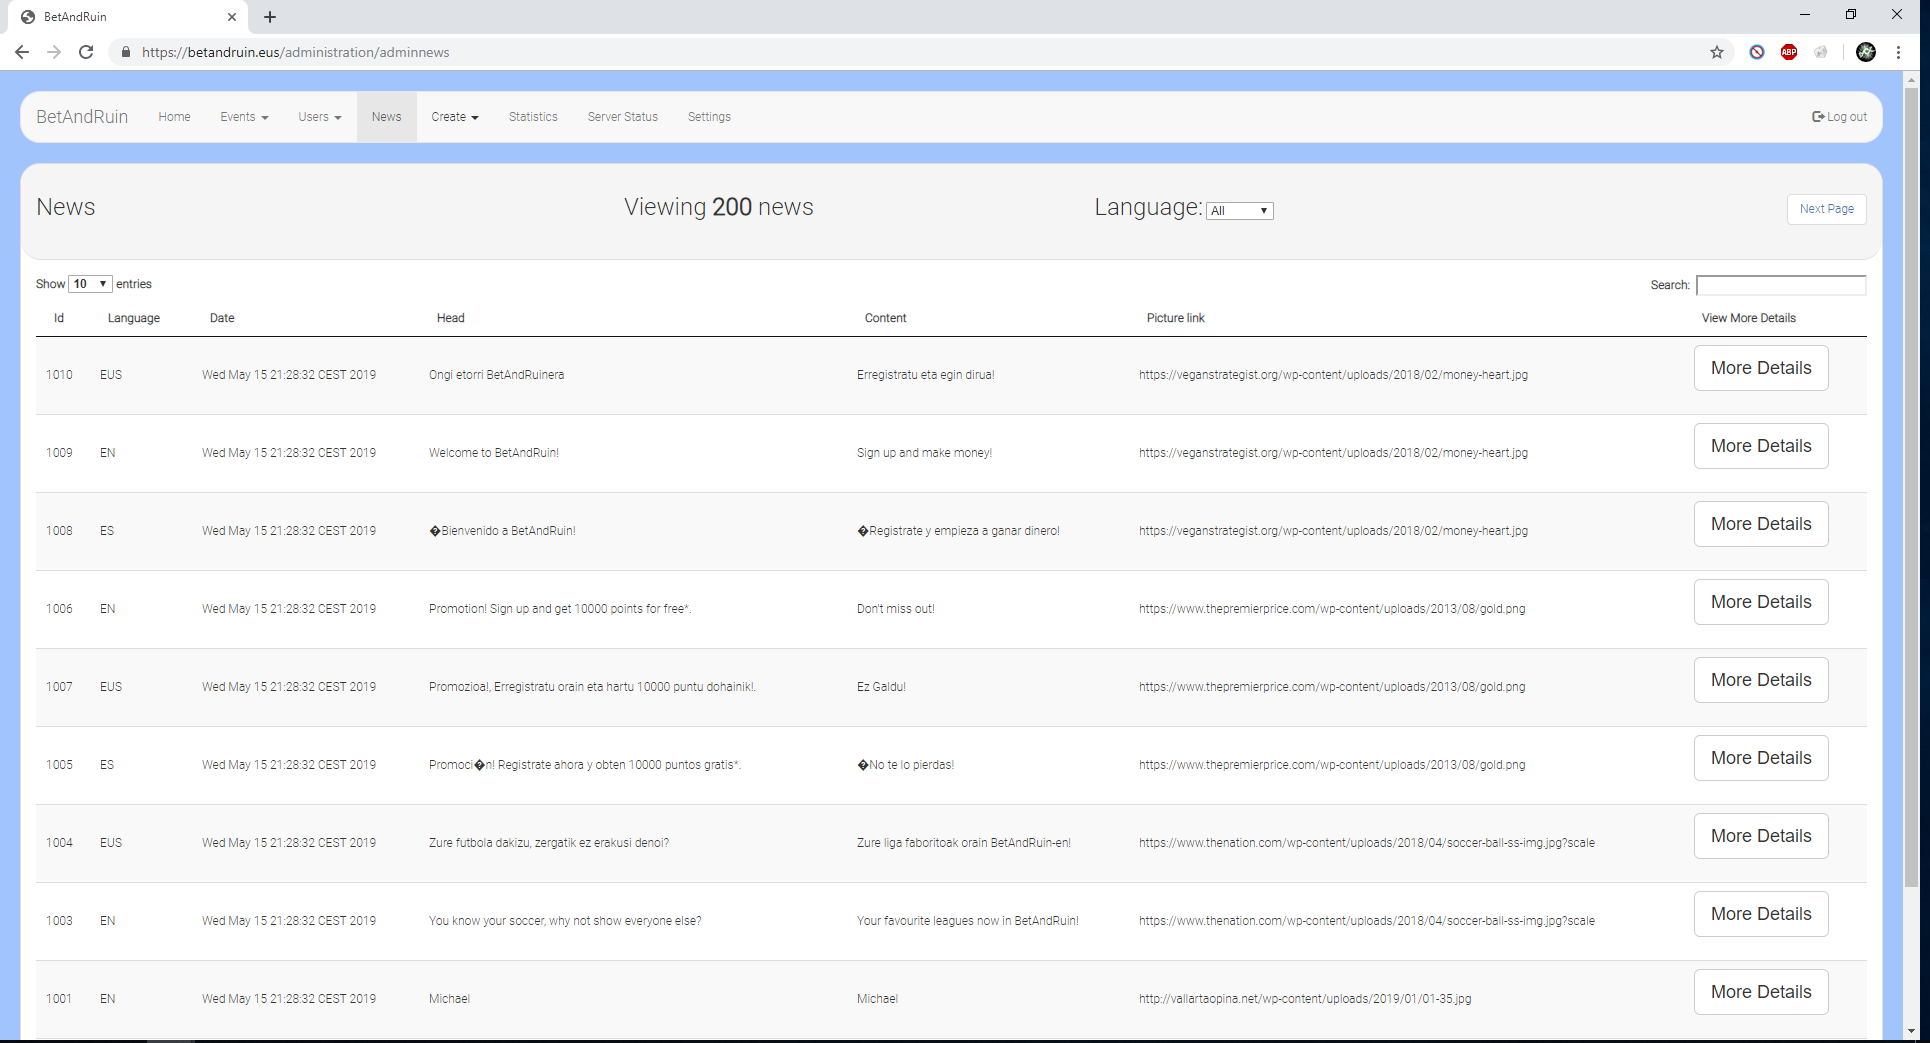 BetAndRuin
https://betandruin.eus/administration/adminnews
ABP
BetAndRuin Home Events Users News Create Statistics Server Status Settings Log out
News Viewing 200 news Language: All Next Page
Show 10 entries Search:
Id Language Date Head Content Picture link View More Details
1010 EUS Wed May 15 21:28:32 CEST 2019 Ongi etorri BetAndRuinera Erregistratu eta egin dirua! https://veganstrategist.org/wp-content/uploads/2018/02/money-heart.jpg More Details
1009 EN Wed May 15 21:28:32 CEST 2019 Welcome to BetAndRuin! Sign up and make money! https://veganstrategist.org/wp-content/uploads/2018/02/money-heart.jpg More Details
1008 ES Wed May 15 21:28:32 CEST 2019 �Bienvenido a BetAndRuin! �Registrate y empieza a ganar dinero! https://veganstrategist.org/wp-content/uploads/2018/02/money-heart.jpg More Details
1006 EN Wed May 15 21:28:32 CEST 2019 Promotion! Sign up and get 10000 points for free*. Don't miss out! https://www.thepremierprice.com/wp-content/uploads/2013/08/gold.png More Details
1007 EUS Wed May 15 21:28:32 CEST 2019 Promozioa!, Erregistratu orain eta hartu 10000 puntu dohainik!. Ez Galdu! https://www.thepremierprice.com/wp-content/uploads/2013/08/gold.png More Details
1005 ES Wed May 15 21:28:32 CEST 2019 Promoci�n! Registrate ahora y obten 10000 puntos gratis*. �No te lo pierdas! https://www.thepremierprice.com/wp-content/uploads/2013/08/gold.png More Details
1004 EUS Wed May 15 21:28:32 CEST 2019 Zure futbola dakizu, zergatik ez erakusi denoi? Zure liga faboritoak orain BetAndRuin-en! https://www.thenation.com/wp-content/uploads/2018/04/soccer-ball-ss-img.jpg?scale More Details
1003 EN Wed May 15 21:28:32 CEST 2019 You know your soccer, why not show everyone else? Your favourite leagues now in BetAndRuin! https://www.thenation.com/wp-content/uploads/2018/04/soccer-ball-ss-img.jpg?scale More Details
1001 EN Wed May 15 21:28:32 CEST 2019 Michael Michael http://vallartaopina.net/wp-content/uploads/2019/01/01-35.jpg More Details